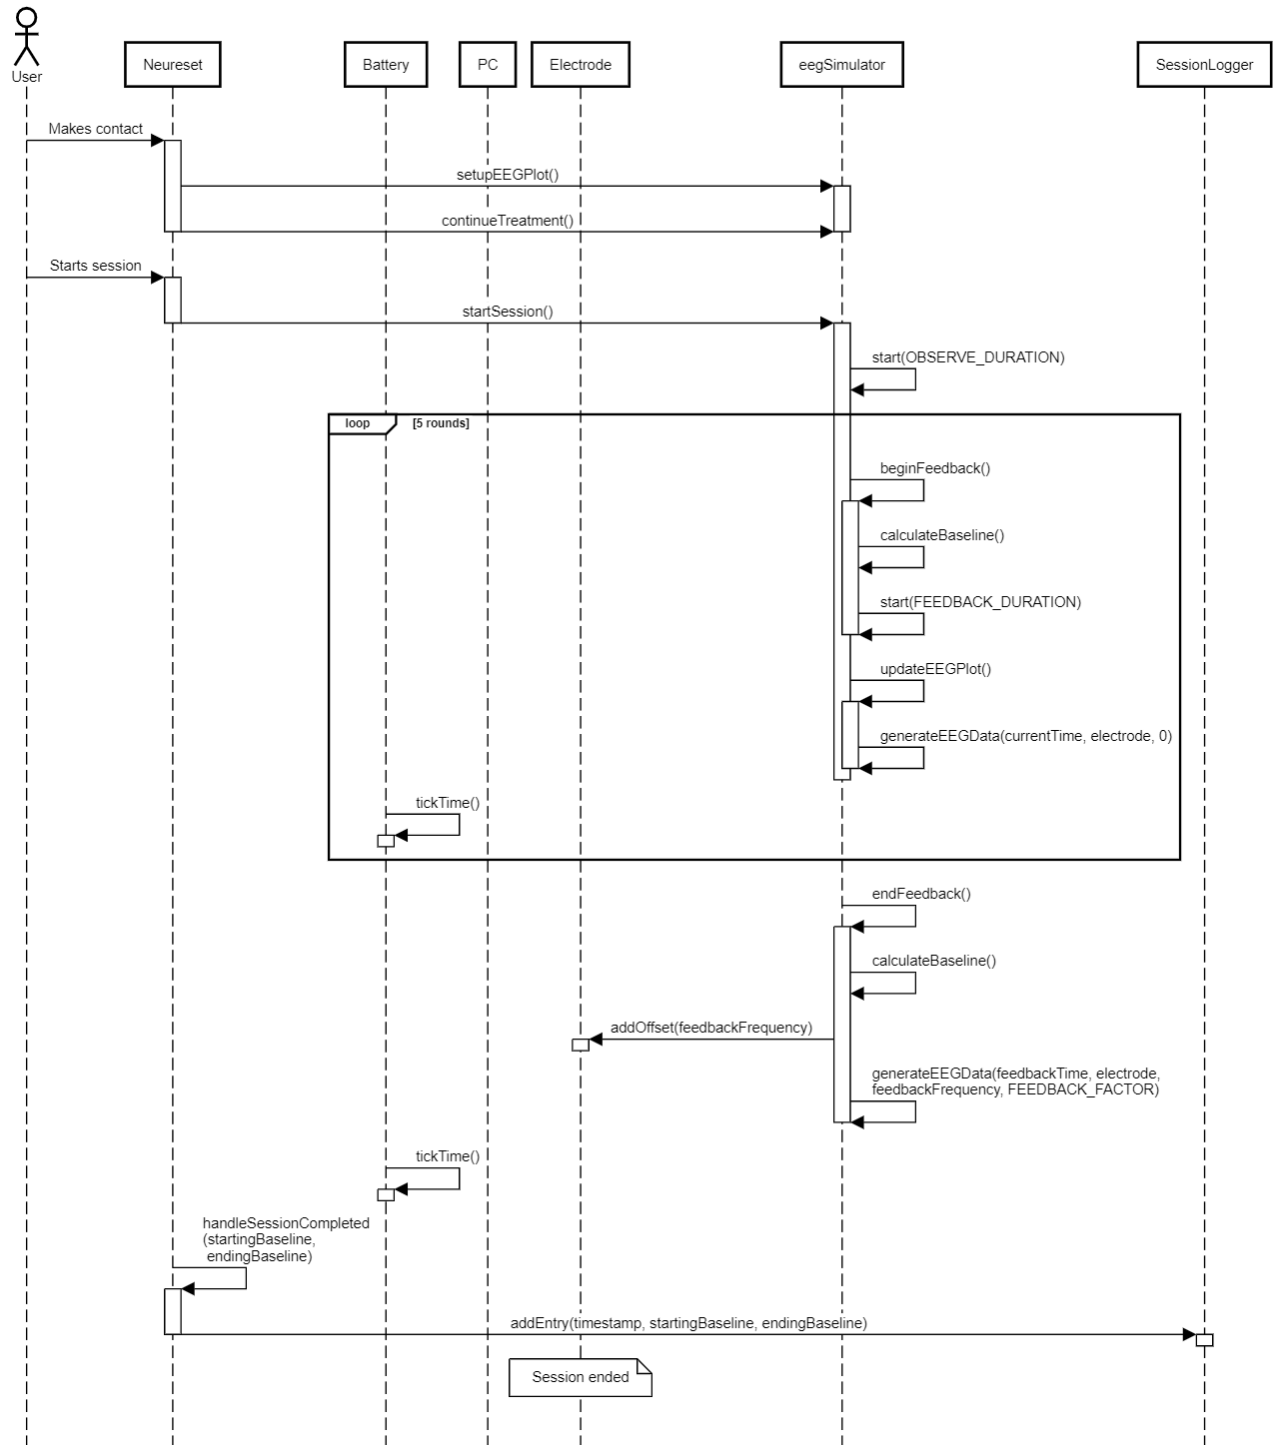 User
Neureset
Battery
PC
Electrode
eegSimulator
SessionLogger
Makes contact
setupEEGPlot()
continueTreatment()
Starts session
startSession()
start(OBSERVE_DURATION)
loop
[5 rounds]
beginFeedback()
calculateBaseline()
start(FEEDBACK_DURATION)
updateEEGPlot()
generateEEGData(currentTime, electrode, 0)
tickTime()
endFeedback()
calculateBaseline()
addOffset(feedbackFrequency)
generateEEGData(feedbackTime, electrode,
feedbackFrequency, FEEDBACK_FACTOR)
tickTime()
handleSessionCompleted
(startingBaseline,
endingBaseline)
addEntry(timestamp, startingBaseline, endingBaseline)
Session ended